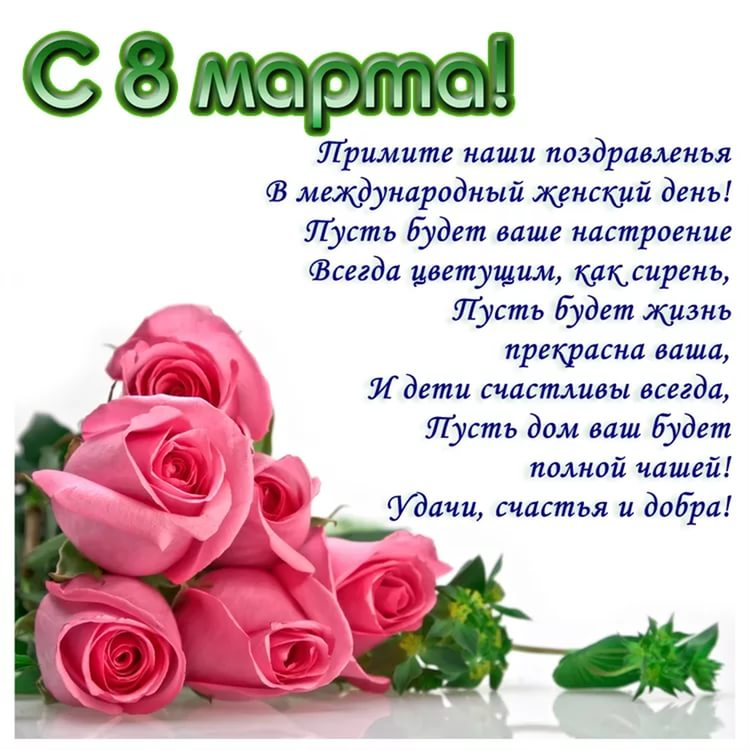 С 8 марта!
Примите наши поздравленья
В международный женский день!
Пусть будет ваше настроение
Всегда цветущим, как сирень,
Пусть будет жизнь
прекрасна ваша,
И дети счастливы всегда,
Пусть дом ваш будет
полной чашей!
Удачи, счастья и добра!